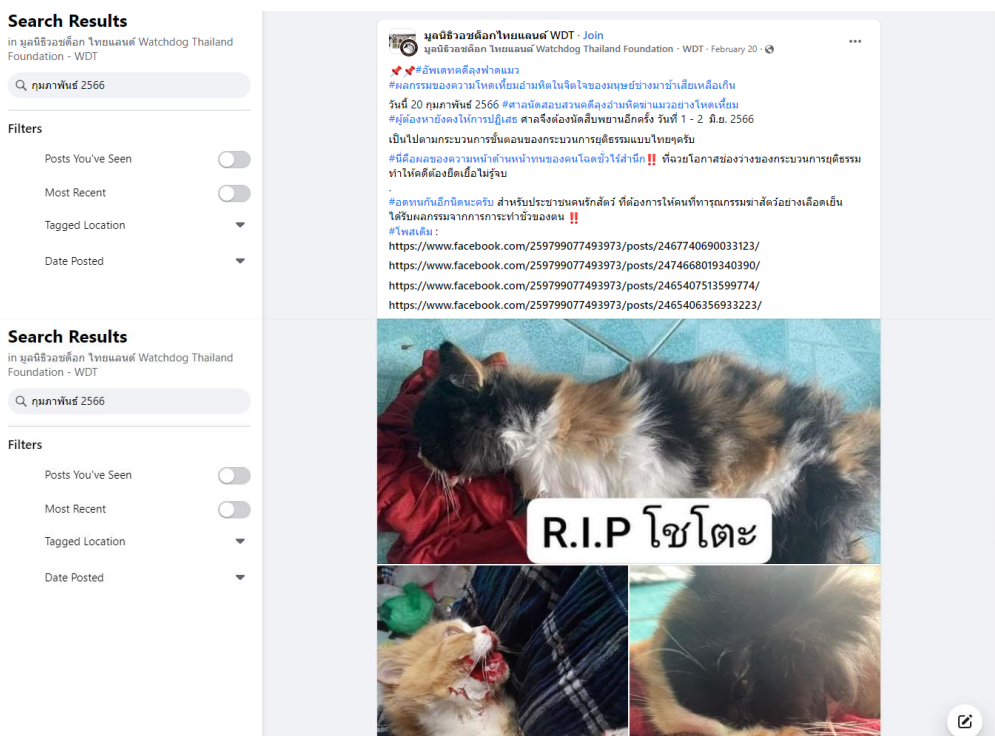 Search Results
in มูลนิธิวอชด็อก ไทยแลนด์ Watchdog Thailand
Foundation - WDT
กุมภาพันธ์ 2566
Filters
Posts You've Seen
Most Recent
Tagged Location
Date Posted
มูลนิธิวอชด็อกไทยแลนด์ WDT · Join
มูลนิธิวอชด็อก ไทยแลนด์ Watchdog Thailand Foundation - WDT · February 20 ·
📌📌#อัพเดทคดีลุงฟาดแมว
#ผลกรรมของความโหดเหี้ยมอำมหิตในจิตใจของมนุษย์ช่างมาช้าเสียเหลือเกิน
วันนี้ 20 กุมภาพันธ์ 2566 #ศาลนัดสอบสวนคดีลุงอำมหิตฆ่าแมวอย่างโหดเหี้ยม
#ผู้ต้องหายังคงให้การปฏิเสธ ศาลจึงต้องนัดสืบพยานอีกครั้ง วันที่ 1 - 2 มิ.ย. 2566
เป็นไปตามกระบวนการขั้นตอนของกระบวนการยุติธรรมแบบไทยๆครับ
#นี่คือผลของความหน้าด้านหน้าทนของคนโฉดชั่วไร้สำนึก‼️ ที่ฉวยโอกาสช่องว่างของกระบวนการยุติธรรม
ทำให้คดีต้องยืดเยื้อไม่รู้จบ
.
#อดทนกันอีกนิดนะครับ สำหรับประชาชนคนรักสัตว์ ที่ต้องการให้คนที่ทารุณกรรมฆ่าสัตว์อย่างเลือดเย็น
ได้รับผลกรรมจากการกาะทำชั่วของตน ‼️
#โพสเดิม :
https://www.facebook.com/259799077493973/posts/2467740690033123/
https://www.facebook.com/259799077493973/posts/2474668019340390/
https://www.facebook.com/259799077493973/posts/2465407513599774/
https://www.facebook.com/259799077493973/posts/2465406356933223/
Search Results
in มูลนิธิวอชด็อก ไทยแลนด์ Watchdog Thailand
Foundation - WDT
กุมภาพันธ์ 2566
Filters
Posts You've Seen
Most Recent
Tagged Location
Date Posted
R.I.P โชโตะ